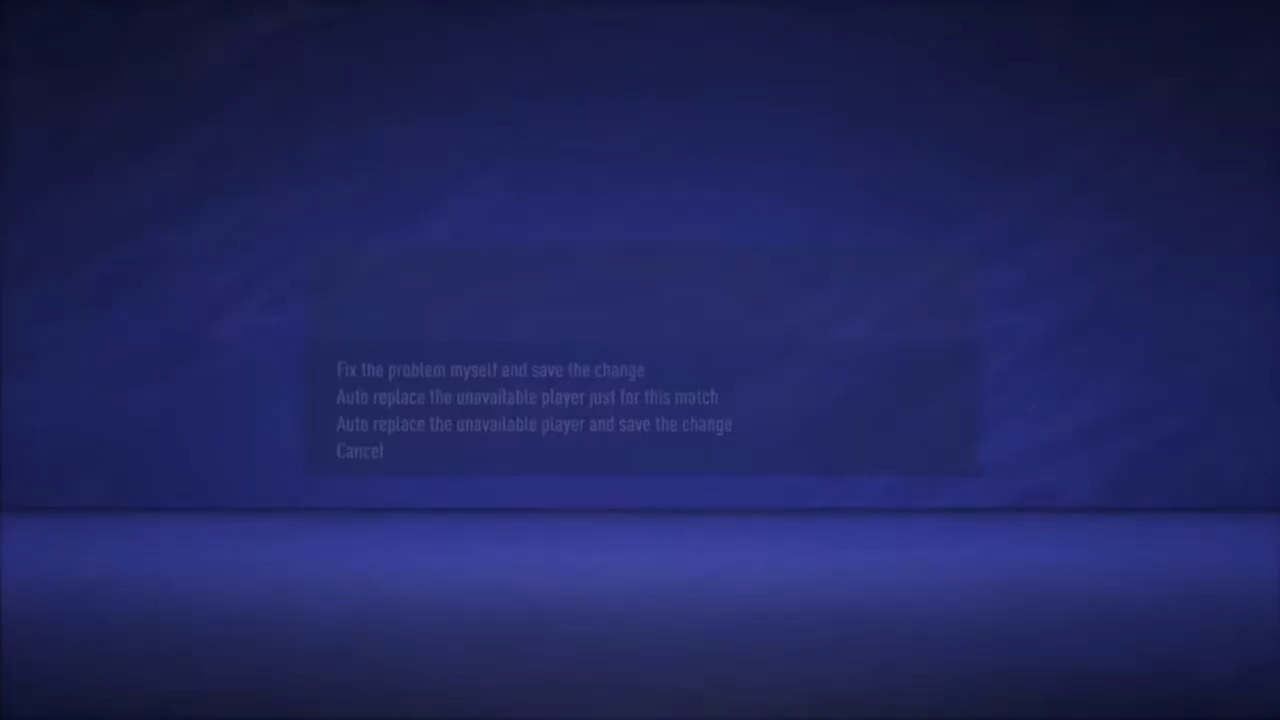 Fix the problem myself and save the change
Auto replace the unavailable player just for this match
Auto replace the unavailable player and save the change
Cancel